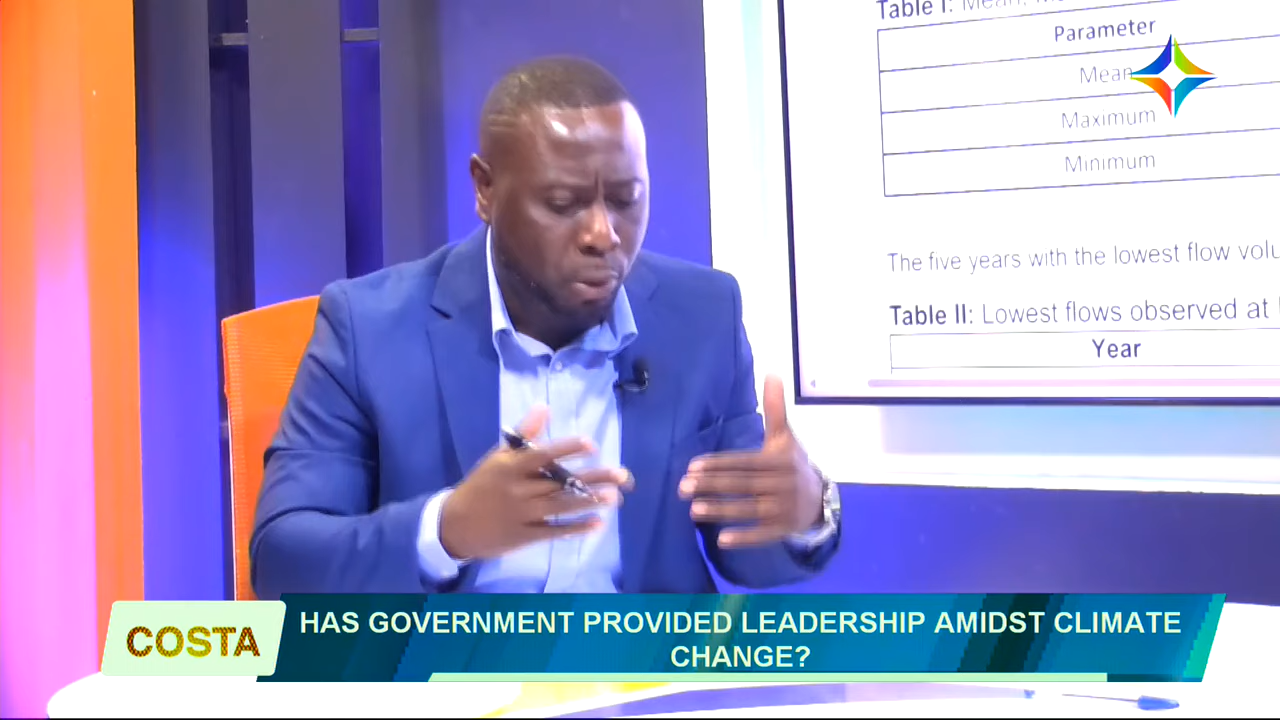 Table I: Mean,
Parameter
Mean
Maximum
Minimum
The five years with the lowest flow volu
Table II: Lowest flows observed at
Year
COSTA
HAS GOVERNMENT PROVIDED LEADERSHIP AMIDST CLIMATE
CHANGE?